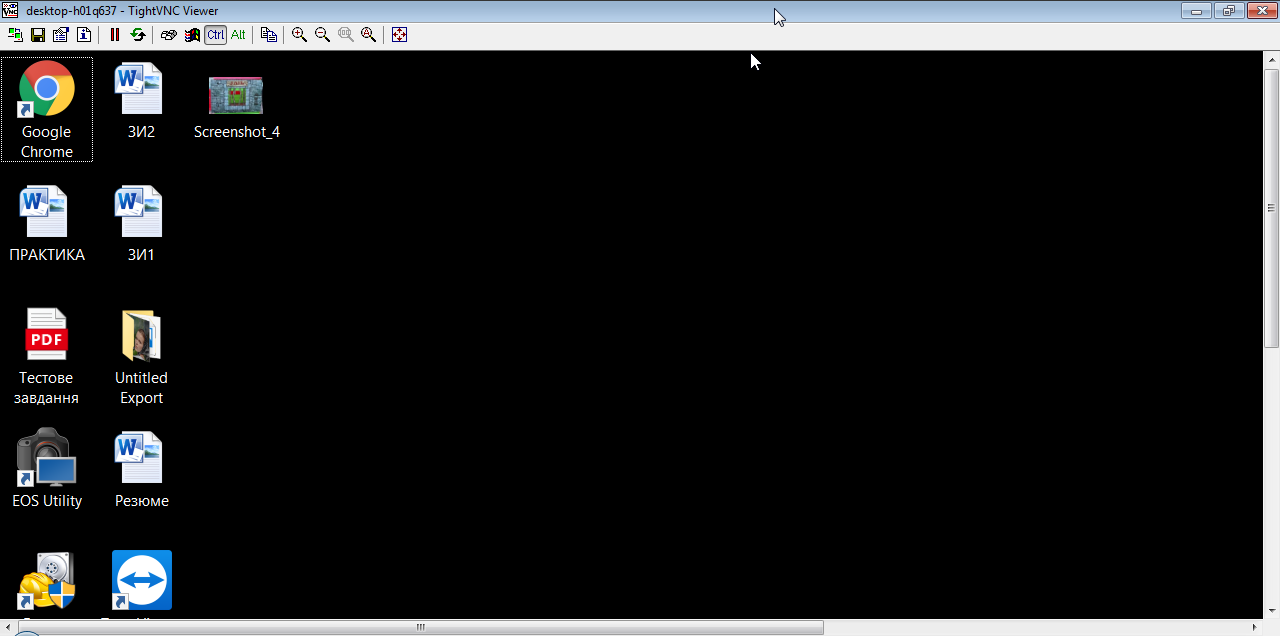 desktop-h01q637 - TightVNC Viewer
Ctrl Alt
Google
Chrome
ЗИ2
Screenshot_4
ПРАКТИКА
ЗИ1
PDF
Тестове
завдання
Untitled
Export
EOS Utility
Резюме